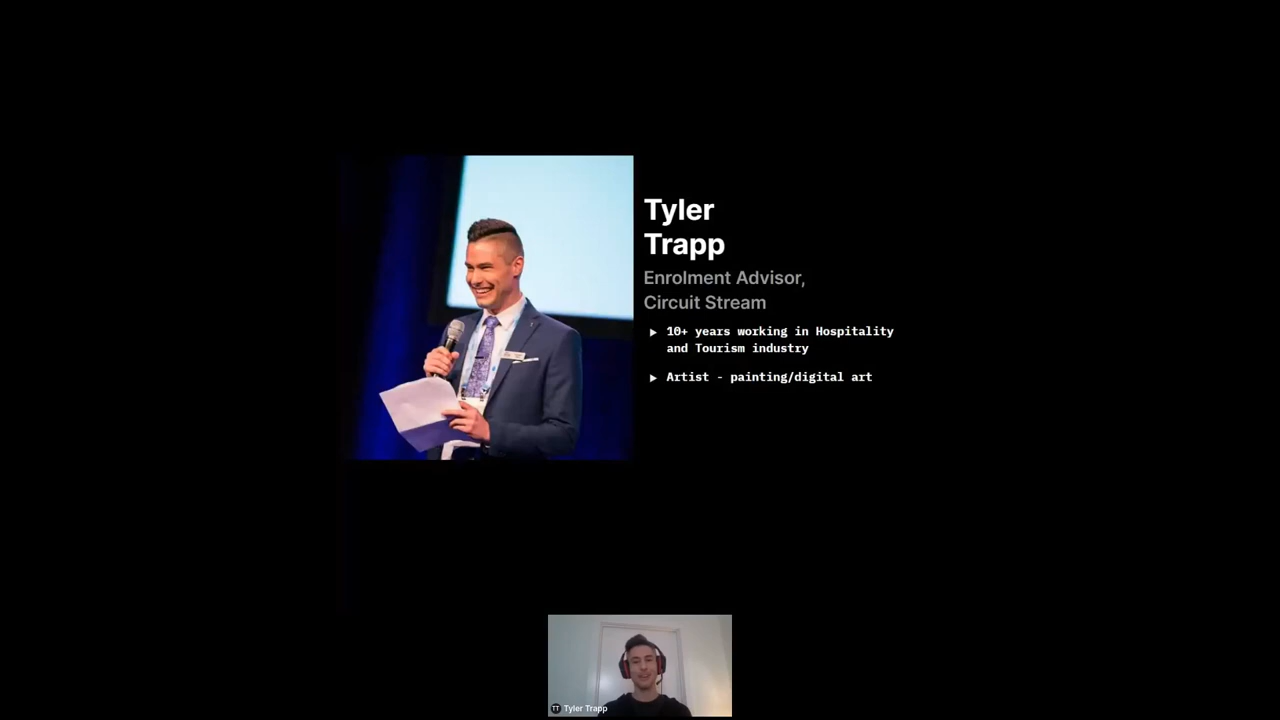 Tyler
Trapp
Enrolment Advisor,
Circuit Stream
▶ 10+ years working in Hospitality
and Tourism industry
▶ Artist - painting/digital art
TT Tyler Trapp